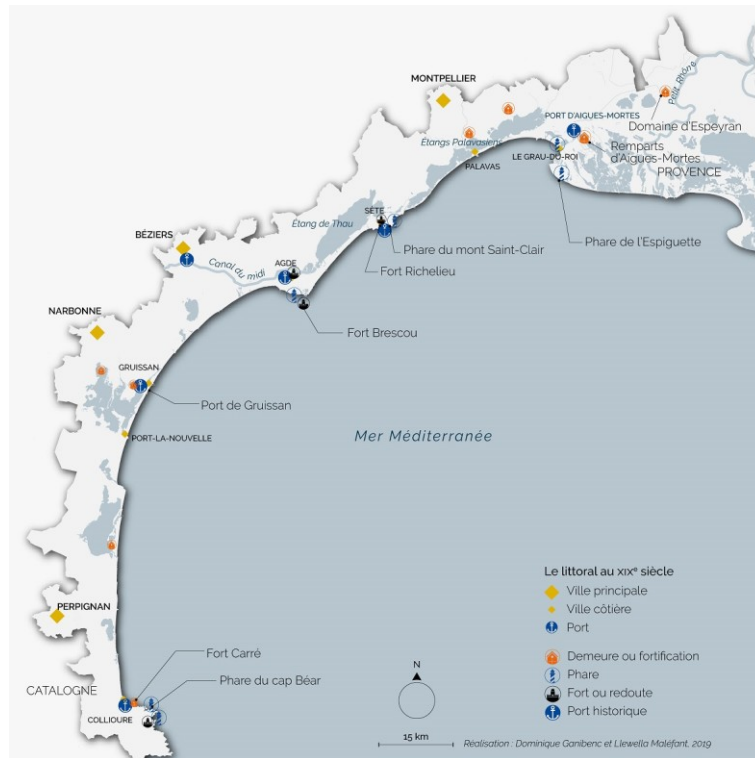 MONTPELLIER
Petit Rhône
PORT D'AIGUES-MORTES
Domaine d'Espeyran
Étangs Palavasiens
LE GRAU-DU-ROI
Remparts
d'Aigues-Mortes
PALAVAS
PROVENCE
SÈTE
Étang de Thau
BÉZIERS
Phare du mont Saint-Clair
Phare de l'Espiguette
Canal du midi
AGDE
Fort Richelieu
NARBONNE
Fort Brescou
GRUISSAN
Port de Gruissan
Mer Méditerranée
PORT-LA-NOUVELLE
Le littoral au XIXe siècle
Ville principale
Ville côtière
Port
PERPIGNAN
Demeure ou fortification
Phare
Fort ou redoute
Port historique
Fort Carré
N
Phare du cap Béar
CATALOGNE
COLLIOURE
15 km
Réalisation : Dominique Ganibenc et Llewella Maléfant, 2019